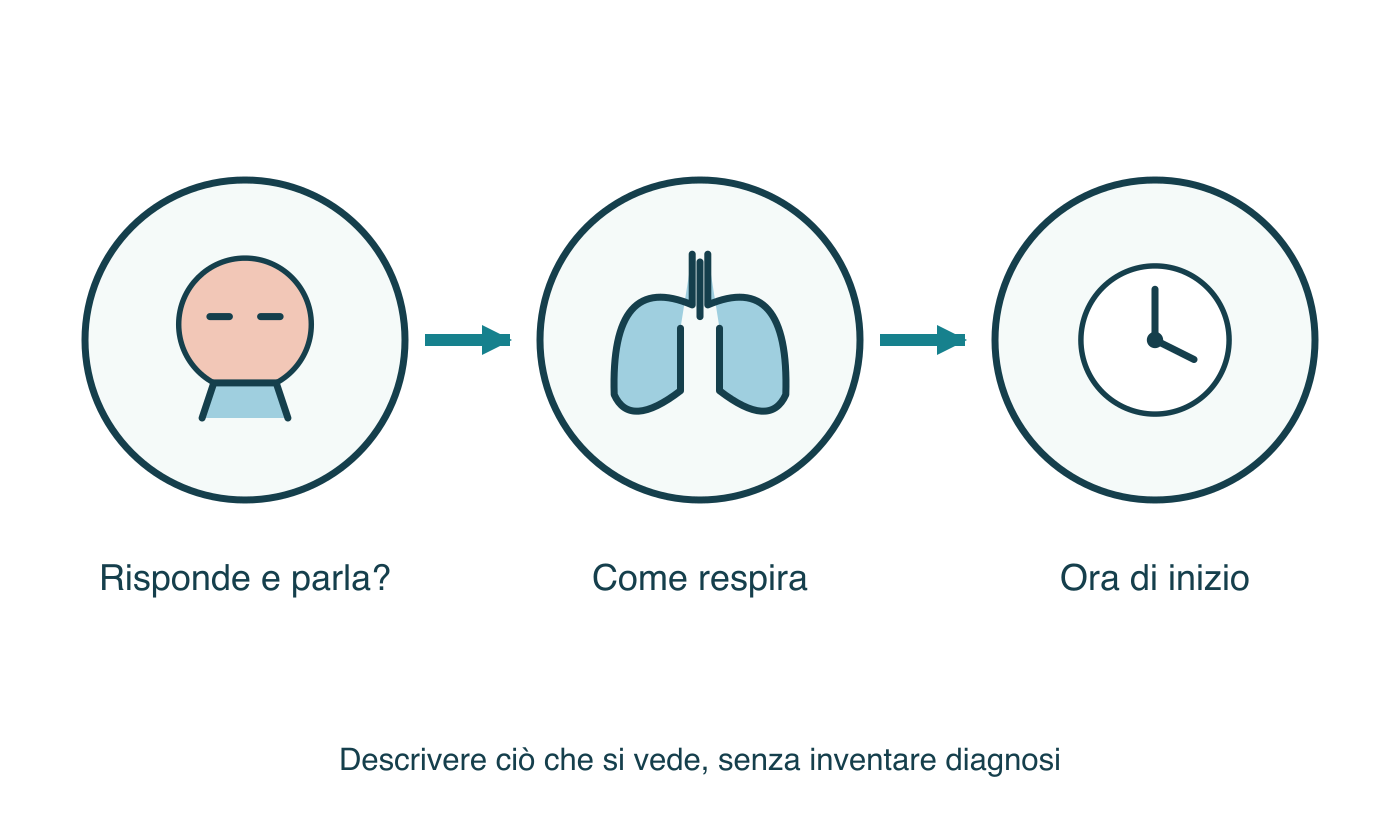 Risponde e parla?
Come respira
Ora di inizio
Descrivere ciò che si vede, senza inventare diagnosi